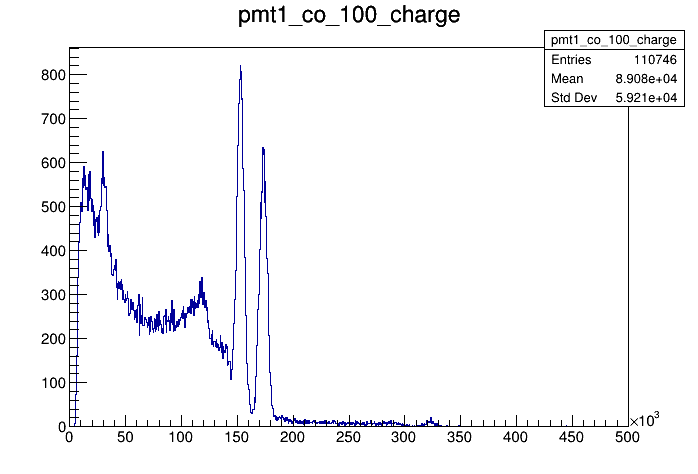 pmt1_co_100_charge
pmt1_co_100_charge
Entries 110746
Mean 8.908e+04
Std Dev 5.921e+04
800
700
600
500
400
300
200
100
0
×10³
0 50 100 150 200 250 300 350 400 450 500